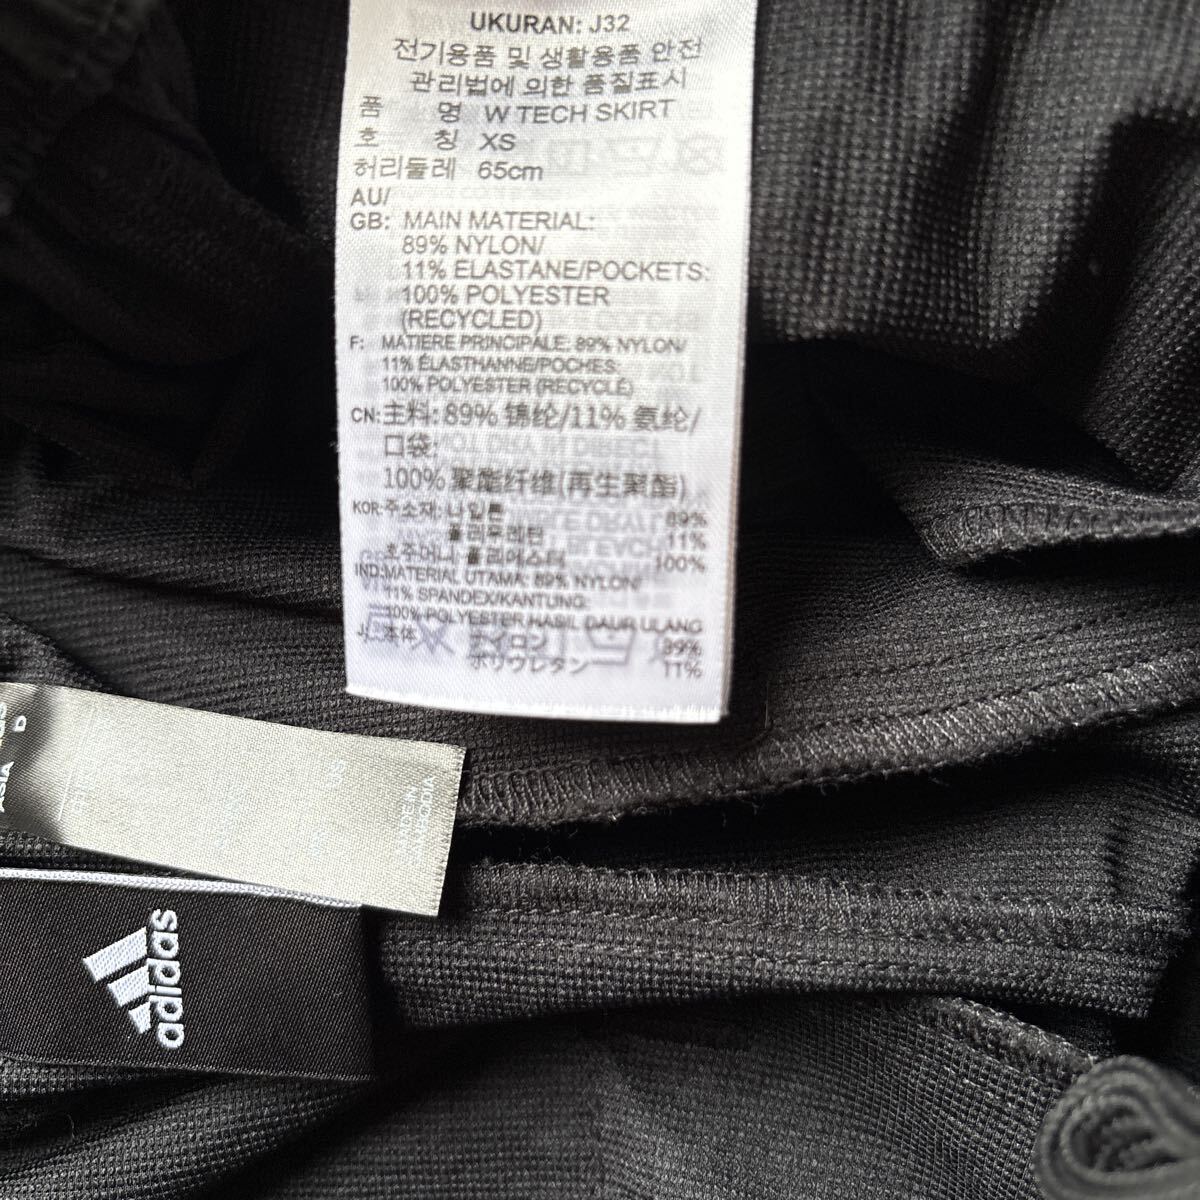 UKURAN: J32
전기용품 및 생활용품 안전
관리법에 의한 품질표시
품 명 W TECH SKIRT
호 칭 XS
허리둘레 65cm
AU/
GB: MAIN MATERIAL:
89% NYLON/
11% ELASTANE/POCKETS:
100% POLYESTER
(RECYCLED)
F: MATIERE PRINCIPALE: 89% NYLON/
11% ÉLASTHANNE/POCHES:
100% POLYESTER (RECYCLÉ)
CN:主料: 89% 锦纶/11% 氨纶/
口袋:
100% 聚酯纤维(再生聚酯)
KOR:주소재: 나일론 89%
폴리우레탄 11%
호주머니: 폴리에스터 100%
IND:MATERIAL UTAMA: 89% NYLON/
11% SPANDEX/KANTUNG:
100% POLYESTER HASIL DAUR ULANG
J: 本体 ナイロン 89%
ポリウレタン 11%
D
ASIA
MADE IN
CAMBODIA
adidas